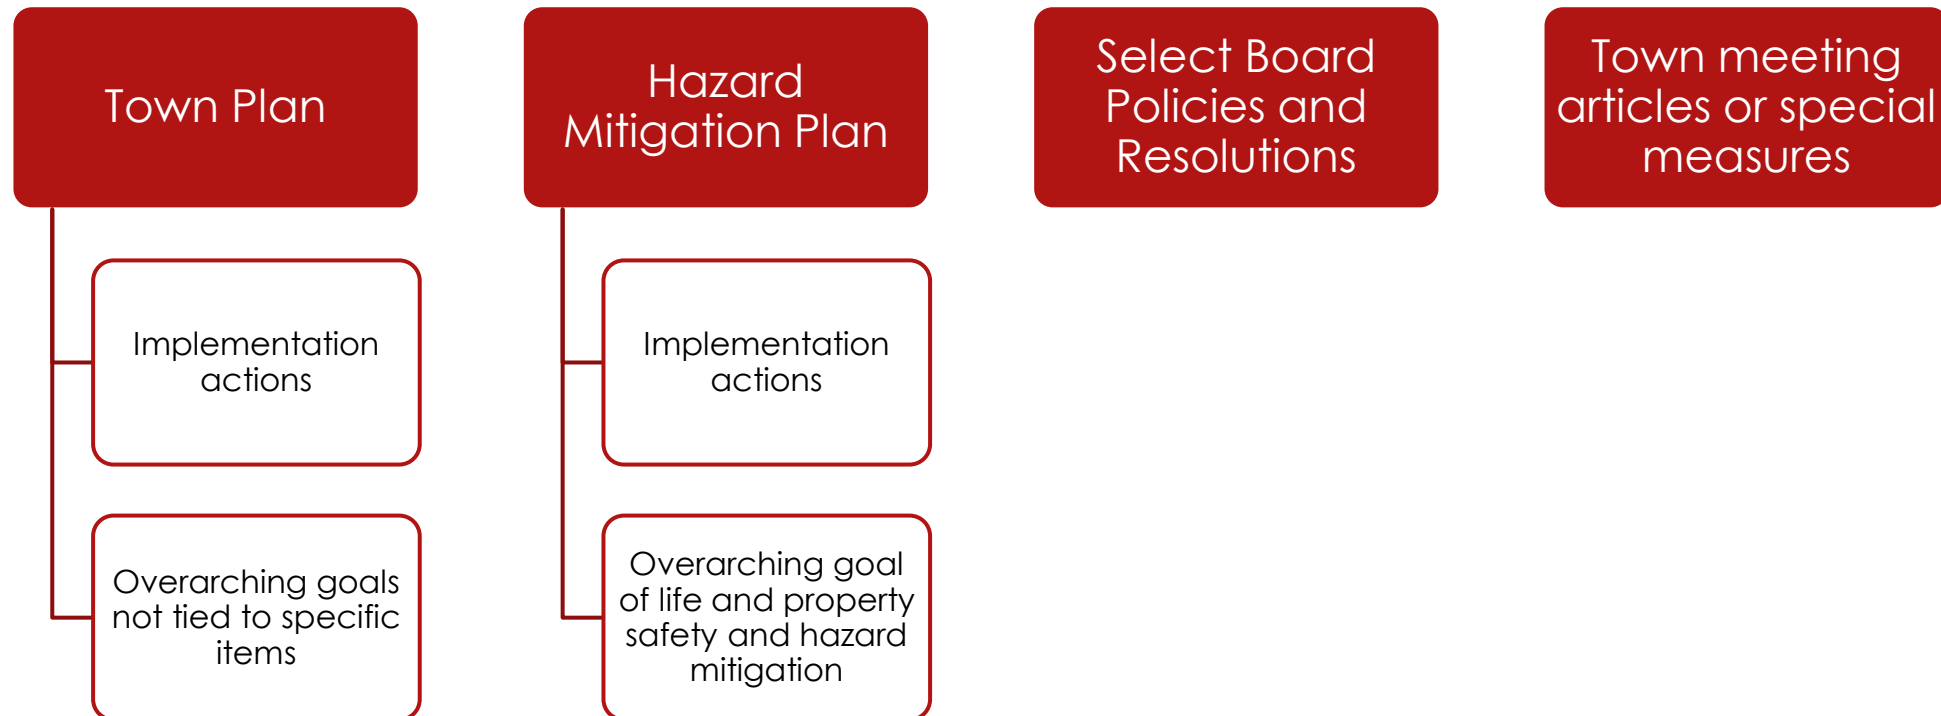 Town Plan
Implementation
actions
Overarching goals
not tied to specific
items
Hazard
Mitigation Plan
Implementation
actions
Overarching goal
of life and property
safety and hazard
mitigation
Select Board
Policies and
Resolutions
Town meeting
articles or special
measures